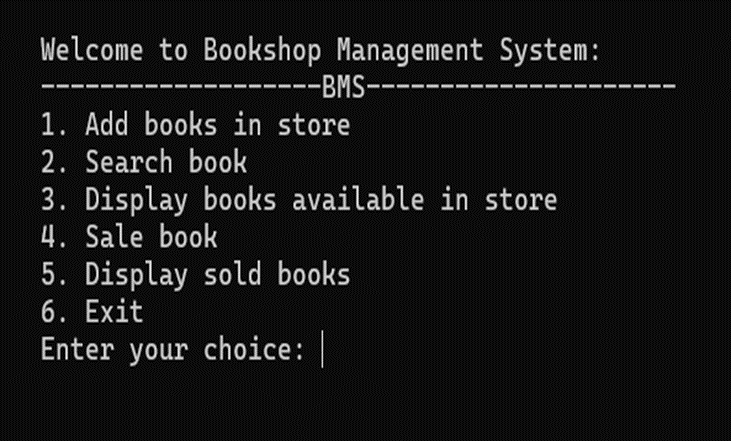 Welcome to Bookshop Management System:
-------------------BMS---------------------
1. Add books in store
2. Search book
3. Display books available in store
4. Sale book
5. Display sold books
6. Exit
Enter your choice: